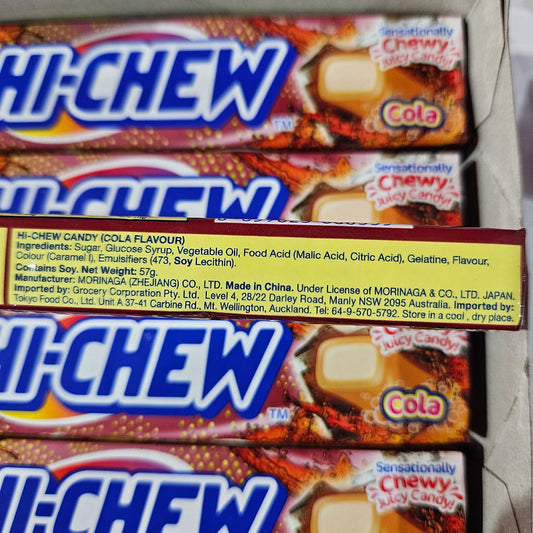 HI-CHEW
TM
Sensationally
Chewy
Juicy Candy!
Cola
HI-CHEW
Sensationally
Chewy
Juicy Candy!
HI-CHEW CANDY (COLA FLAVOUR)
Ingredients: Sugar, Glucose Syrup, Vegetable Oil, Food Acid (Malic Acid, Citric Acid), Gelatine, Flavour,
Colour (Caramel I), Emulsifiers (473, Soy Lecithin).
Contains Soy. Net Weight: 57g.
Manufacturer: MORINAGA (ZHEJIANG) CO., LTD. Made in China. Under License of MORINAGA & CO., LTD. JAPAN.
Imported by: Grocery Corporation Pty. Ltd. Level 4, 28/22 Darley Road, Manly NSW 2095 Australia. Imported by:
Tokyo Food Co., Ltd. Unit A 37-41 Carbine Rd., Mt. Wellington, Auckland. Tel: 64-9-570-5792. Store in a cool , dry place.
HI-CHEW
TM
Chewy
Juicy Candy!
Cola
HI-CHEW
Sensationally
Chewy
Juicy Candy!